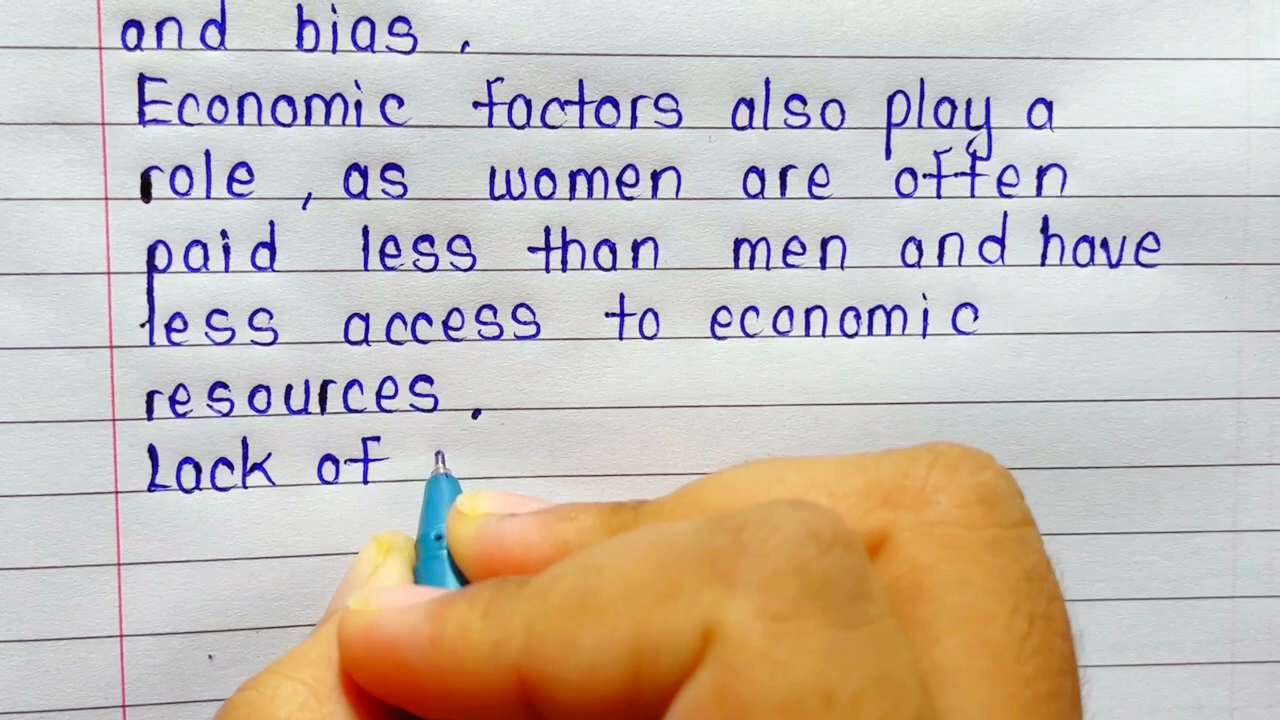 and bias.
Economic factors also play a
role, as women are often
paid less than men and have
less access to economic
resources.
Lack of